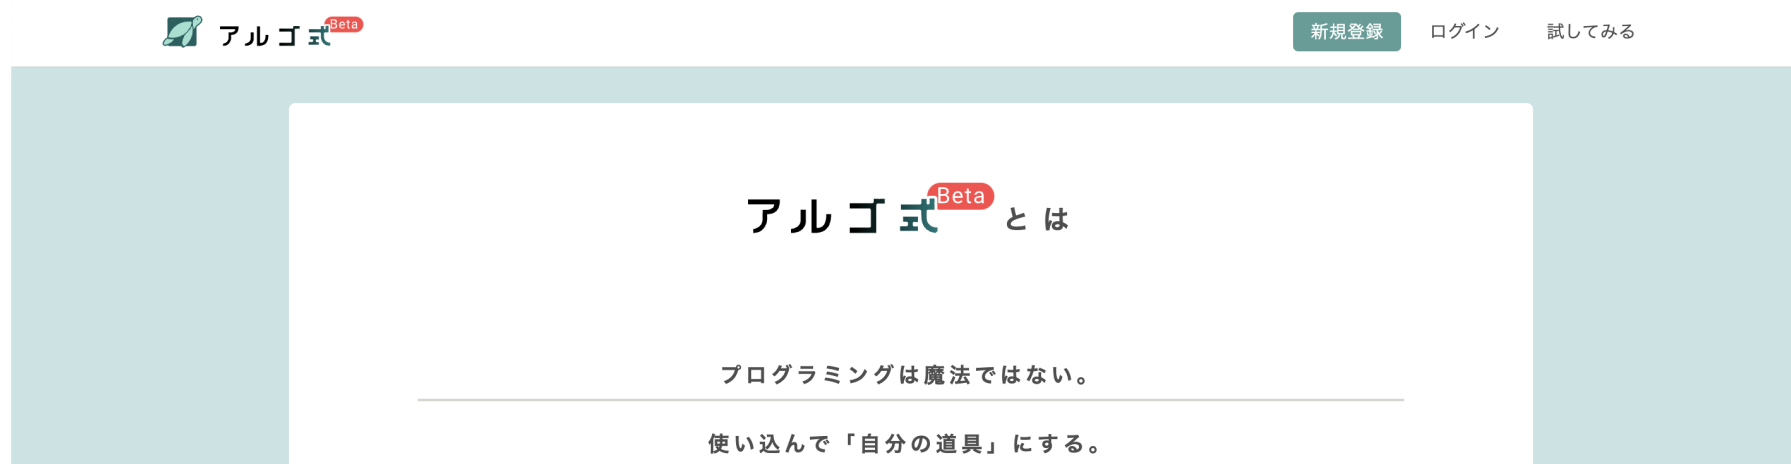 アルゴ式 Beta
新規登録 ログイン 試してみる
アルゴ式 Beta とは
プログラミングは魔法ではない。
使い込んで「自分の道具」にする。